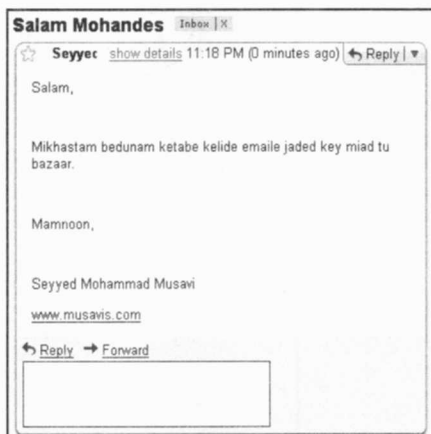 Salam Mohandes Inbox | X
Seyyec show details 11:18 PM (0 minutes ago) Reply
Salam,
Mikhastam bedunam ketabe kelide emaile jaded key miad tu
bazaar.
Mamnoon,
Seyyed Mohammad Musavi
www.musavis.com
Reply Forward